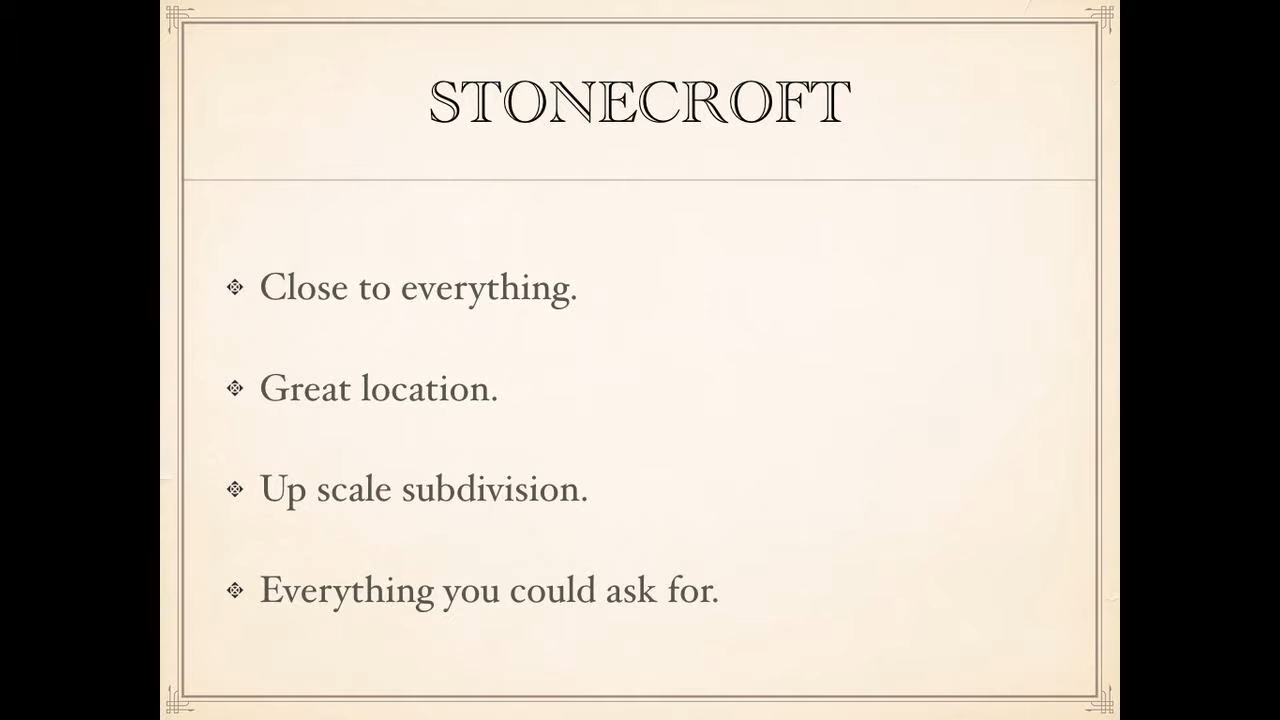 STONECROFT
Close to everything.
Great location.
Up scale subdivision.
Everything you could ask for.